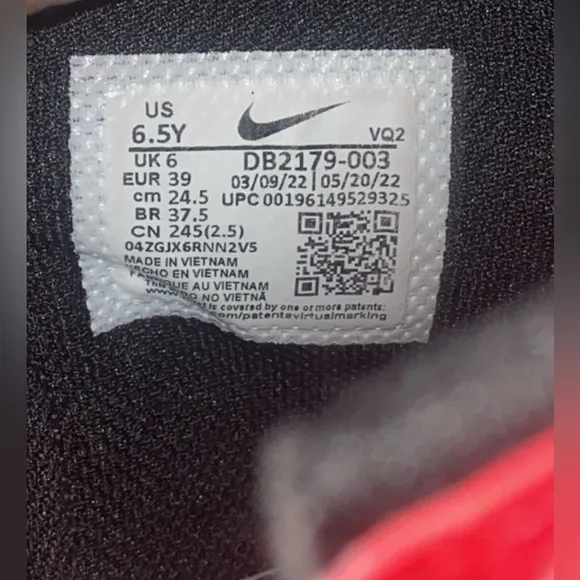 US
6.5Y
VQ2
UK 6
DB2179-003
EUR 39
03/09/22 | 05/20/22
cm 24.5
UPC 00196149529325
BR 37.5
CN 245(2.5)
04ZGJX6RNN2V5
MADE IN VIETNAM
HECHO EN VIETNAM
AU VIETNAM
NO VIETNÃ
is covered by one or more patents:
.com/patentsvirtualmarking